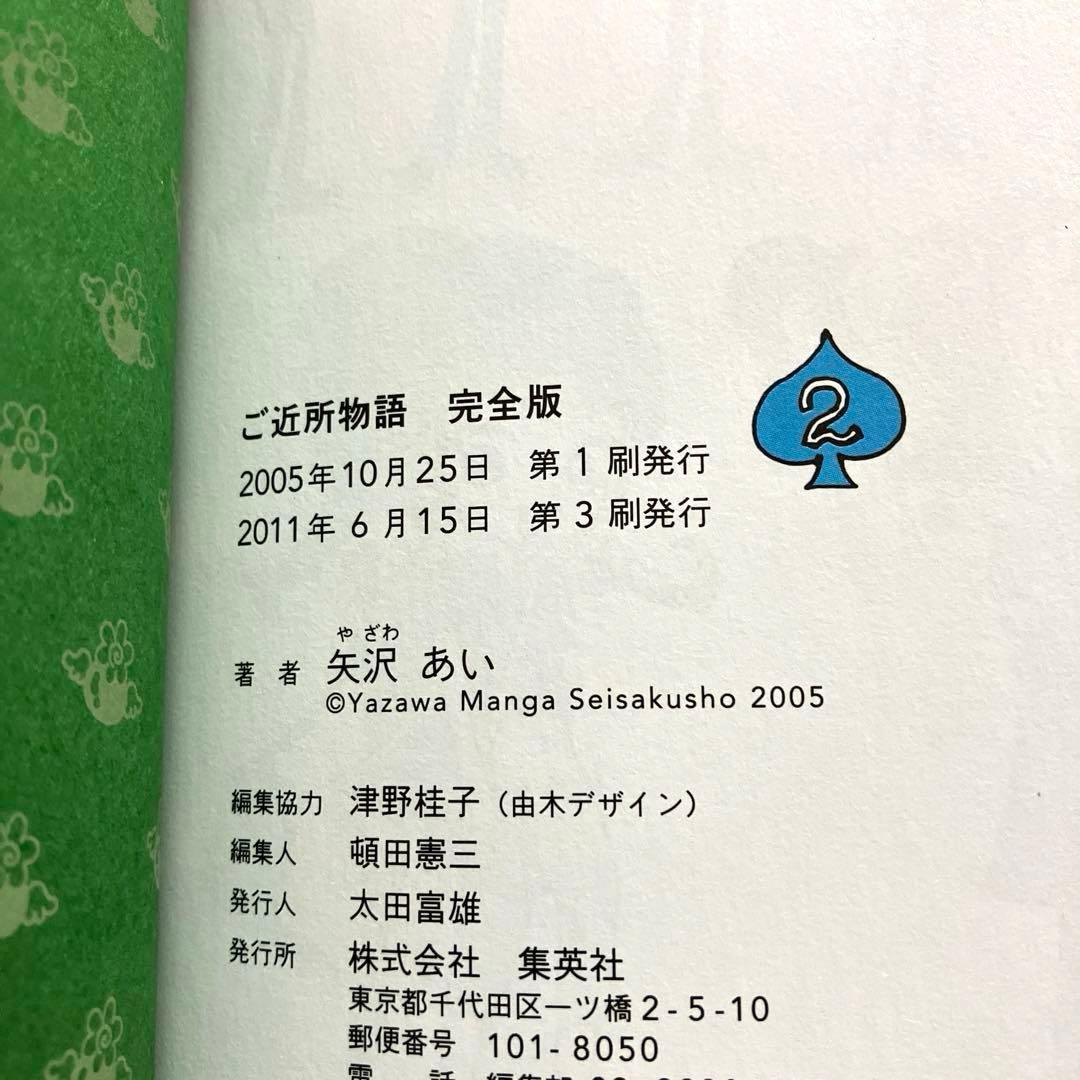 ご近所物語 完全版
2
2005年10月25日 第1刷発行
2011年 6月15日 第3刷発行
や ざわ
著 者 矢沢 あい
©Yazawa Manga Seisakusho 2005
編集協力 津野桂子（由木デザイン）
編集人 頓田憲三
発行人 太田富雄
発行所 株式会社 集英社
東京都千代田区一ツ橋2-5-10
郵便番号 101-8050
電 話 編集部